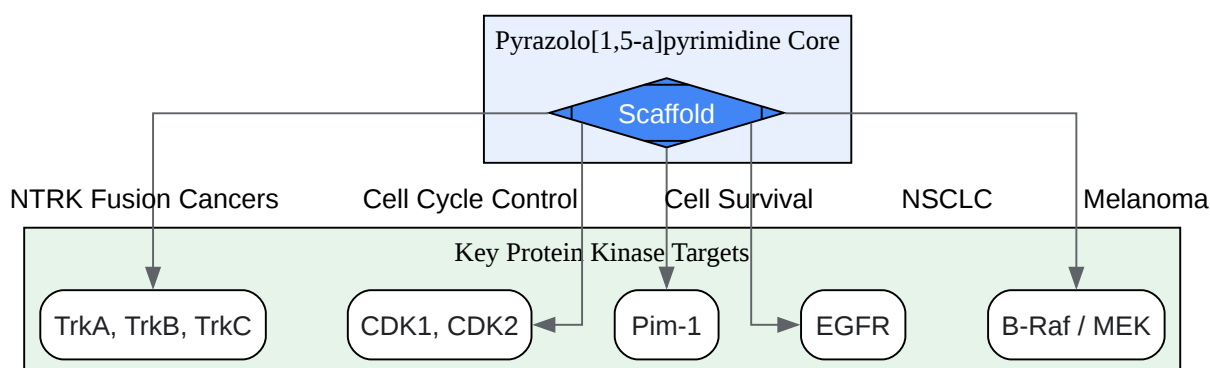 Pyrazolo[1,5-a]pyrimidine Core
Scaffold
NTRK Fusion Cancers
Cell Cycle Control
Cell Survival
NSCLC
Melanoma
Key Protein Kinase Targets
TrkA, TrkB, TrkC
CDK1, CDK2
Pim-1
EGFR
B-Raf / MEK